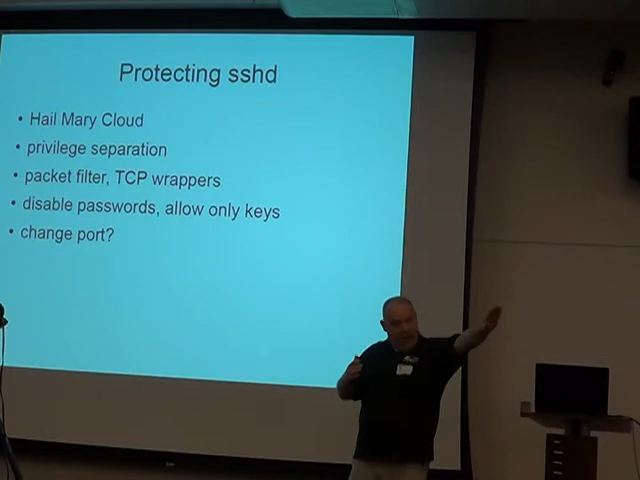 Protecting sshd
• Hail Mary Cloud
• privilege separation
• packet filter, TCP wrappers
• disable passwords, allow only keys
• change port?